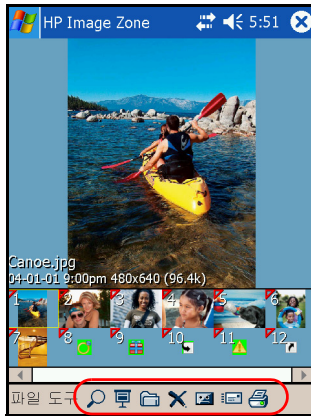 HP Image Zone 5:51
Canoe.jpg
04-01-01 9:00pm 480x640 (96.4k)
1 2 3 4 5 6
7 8 9 10 11 12
파일 도구